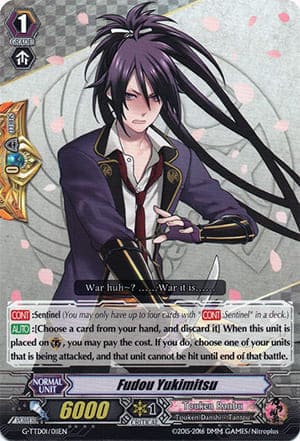 1
GRADE
0
War huh~? ......War it is......
CONT :Sentinel (You may only have up to four cards with "CONT:Sentinel" in a deck.)
AUTO :[Choose a card from your hand, and discard it] When this unit is
placed on G, you may pay the cost. If you do, choose one of your units
that is being attacked, and that unit cannot be hit until end of that battle.
NORMAL
UNIT
Fudou Yukimitsu
6000
1
CRITICAL
Touken Ranbu
Touken Danshi - Tantou
G-TTD01/011EN
©2015-2016 DMM GAMES/Nitroplus